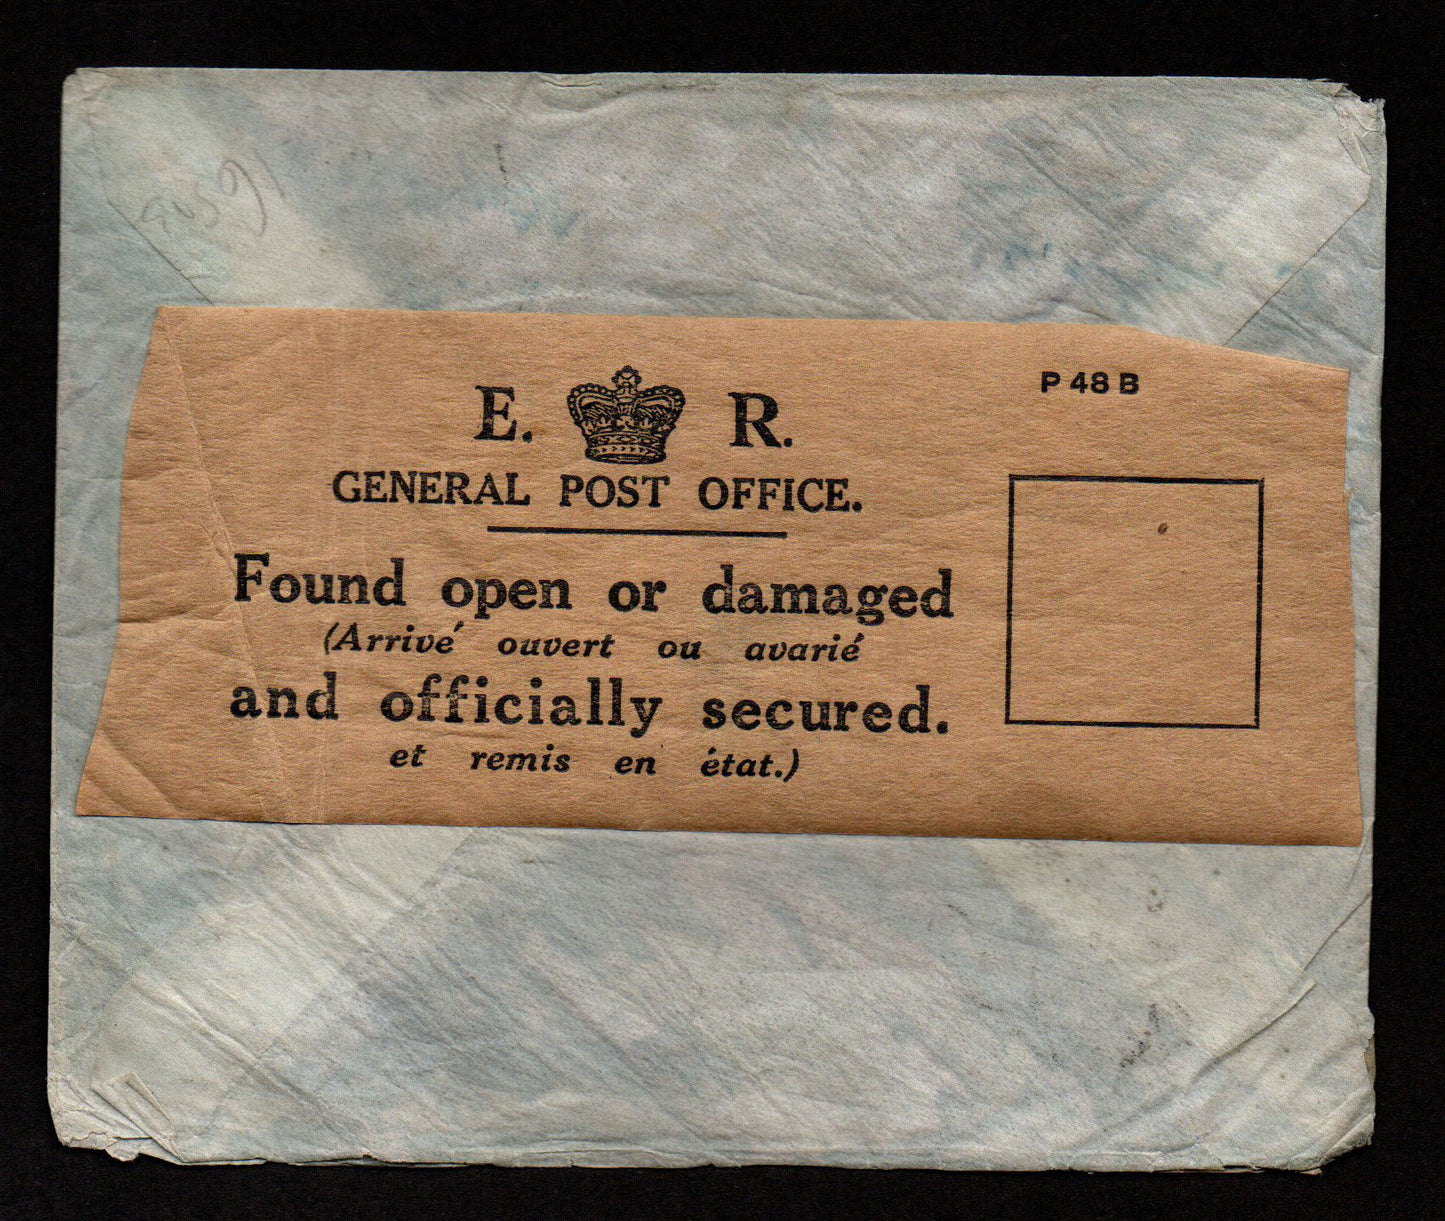 P 48 B
E. R.
GENERAL POST OFFICE.
Found open or damaged
(Arrivé ouvert ou avarié
and officially secured.
et remis en état.)